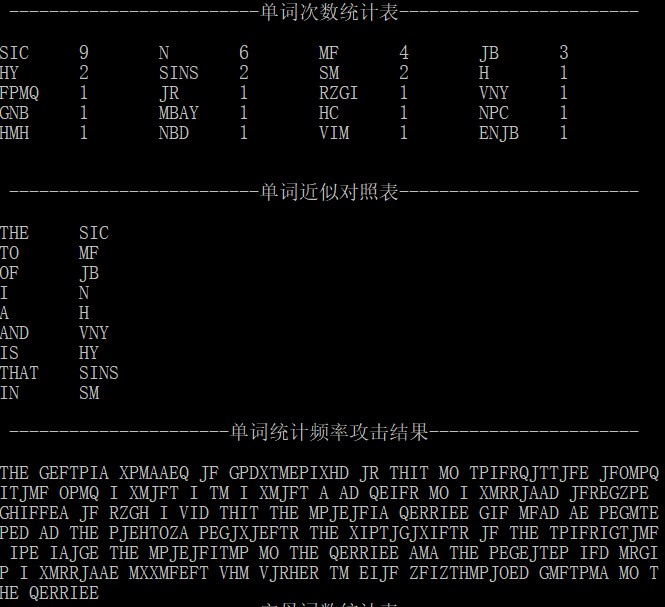 -------------------------单词次数统计表------------------------
SIC 9 N 6 MF 4 JB 3
HY 2 SINS 2 SM 2 H 1
FPMQ 1 JR 1 RZGI 1 VNY 1
GNB 1 MBAY 1 HC 1 NPC 1
HMH 1 NBD 1 VIM 1 ENJB 1
-------------------------单词近似对照表------------------------
THE SIC
TO MF
OF JB
I N
A H
AND VNY
IS HY
THAT SINS
IN SM
----------------------单词统计频率攻击结果---------------------
THE GEFTPIA XPMAAEQ JF GPDXTMEPIXHD JR THIT MO TPIFRQJTTJFE JFOMPQ
ITJMF OPMQ I XMJFT I TM I XMJFT A AD QEIFR MO I XMRRJAAD JFREGZPE
GHIFFEA JF RZGH I VID THIT THE MPJEJFIA QERRIEE GIF MFAD AE PEGMTE
PED AD THE PJEHTOZA PEGJXJEFTR THE XIPTJGJXIFTR JF THE TPIFRIGTJMF
IPE IAJGE THE MPJEJFITMP MO THE QERRIEE AMA THE PEGEJTEP IFD MRGI
P I XMRRJAAE MXXMFEFT VHM VJRHER TM EIJF ZFIZTHMPJOED GMFTPMA MO T
HE QERRIEE